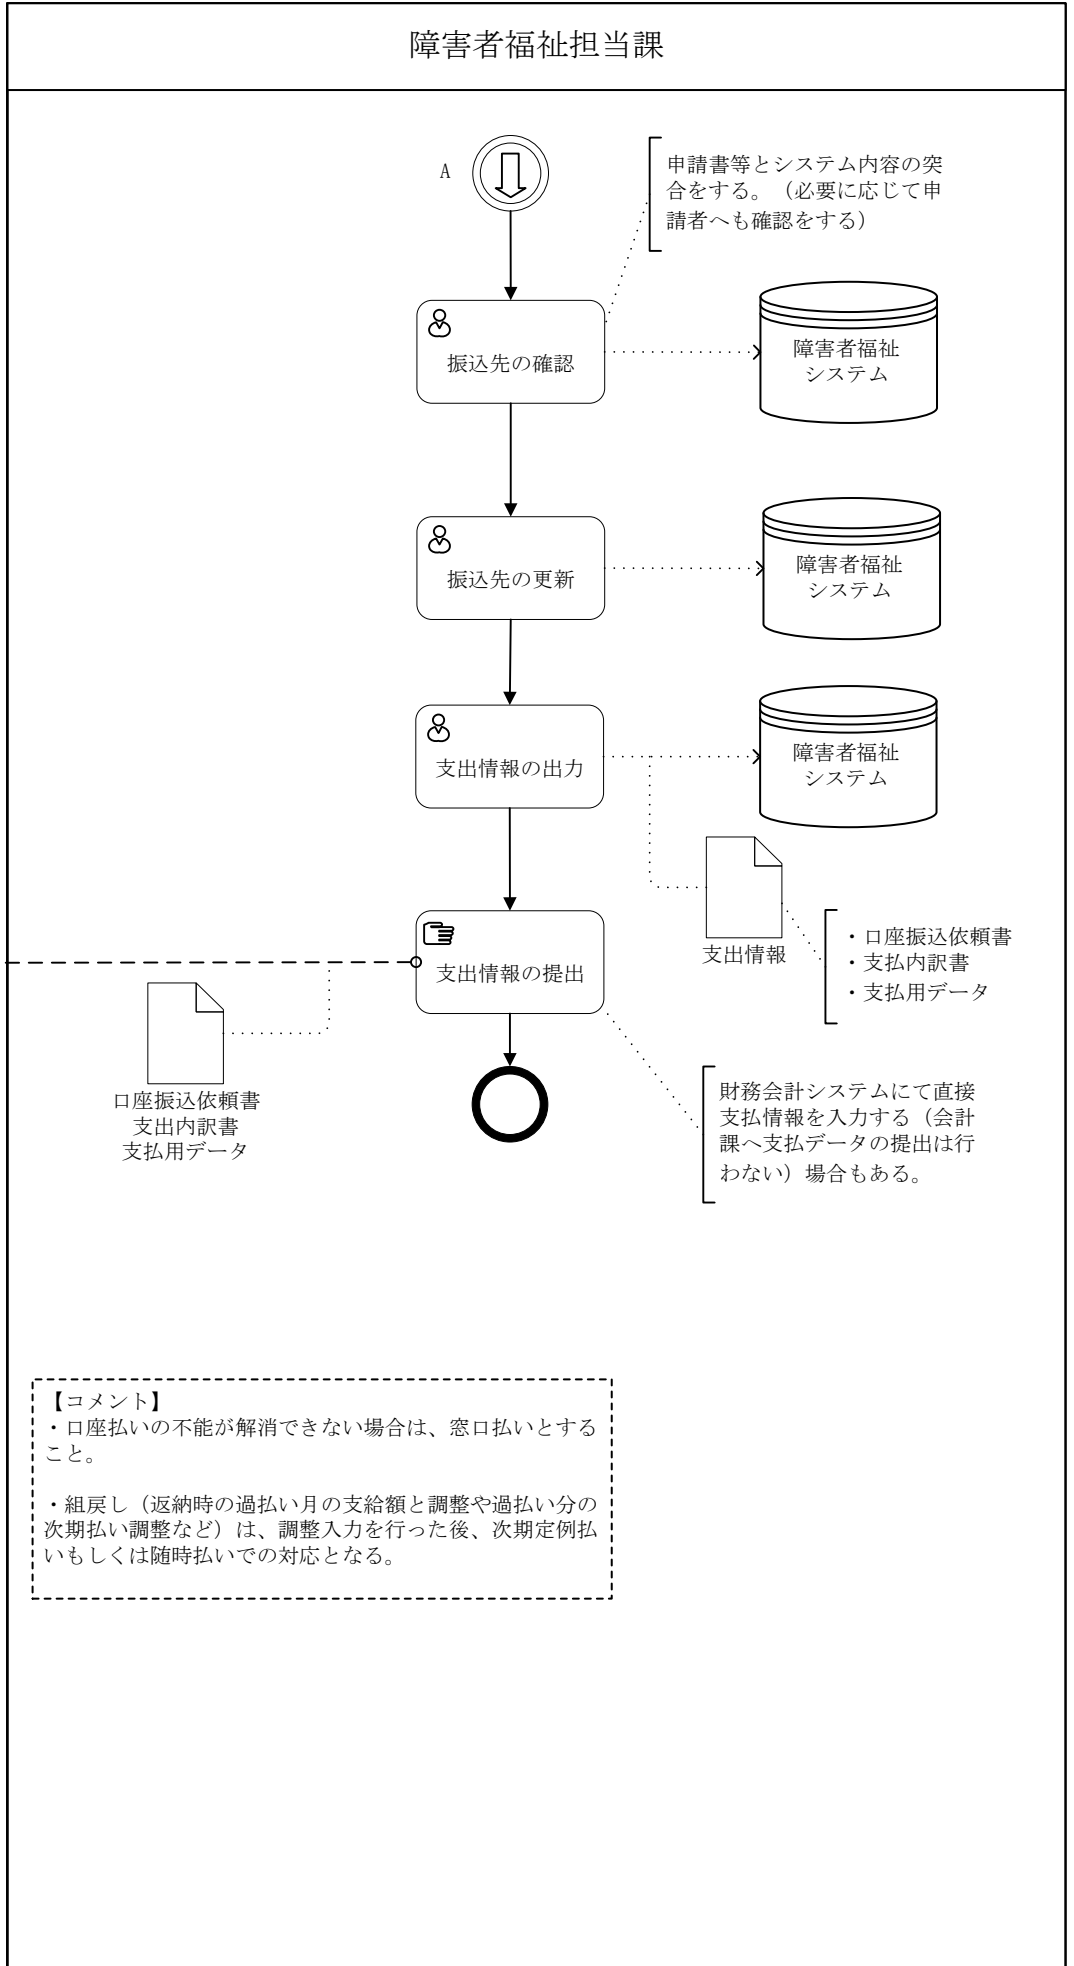 障害者福祉担当課
A
申請書等とシステム内容の突
合をする。（必要に応じて申
請者へも確認をする）
振込先の確認
障害者福祉
システム
振込先の更新
障害者福祉
システム
支出情報の出力
障害者福祉
システム
支出情報
・口座振込依頼書
・支払内訳書
・支払用データ
支出情報の提出
口座振込依頼書
支出内訳書
支払用データ
財務会計システムにて直接
支払情報を入力する（会計
課へ支払データの提出は行
わない）場合もある。
【コメント】
・口座払いの不能が解消できない場合は、窓口払いとする
こと。
・組戻し（返納時の過払い月の支給額と調整や過払い分の
次期払い調整など）は、調整入力を行った後、次期定例払
いもしくは随時払いでの対応となる。